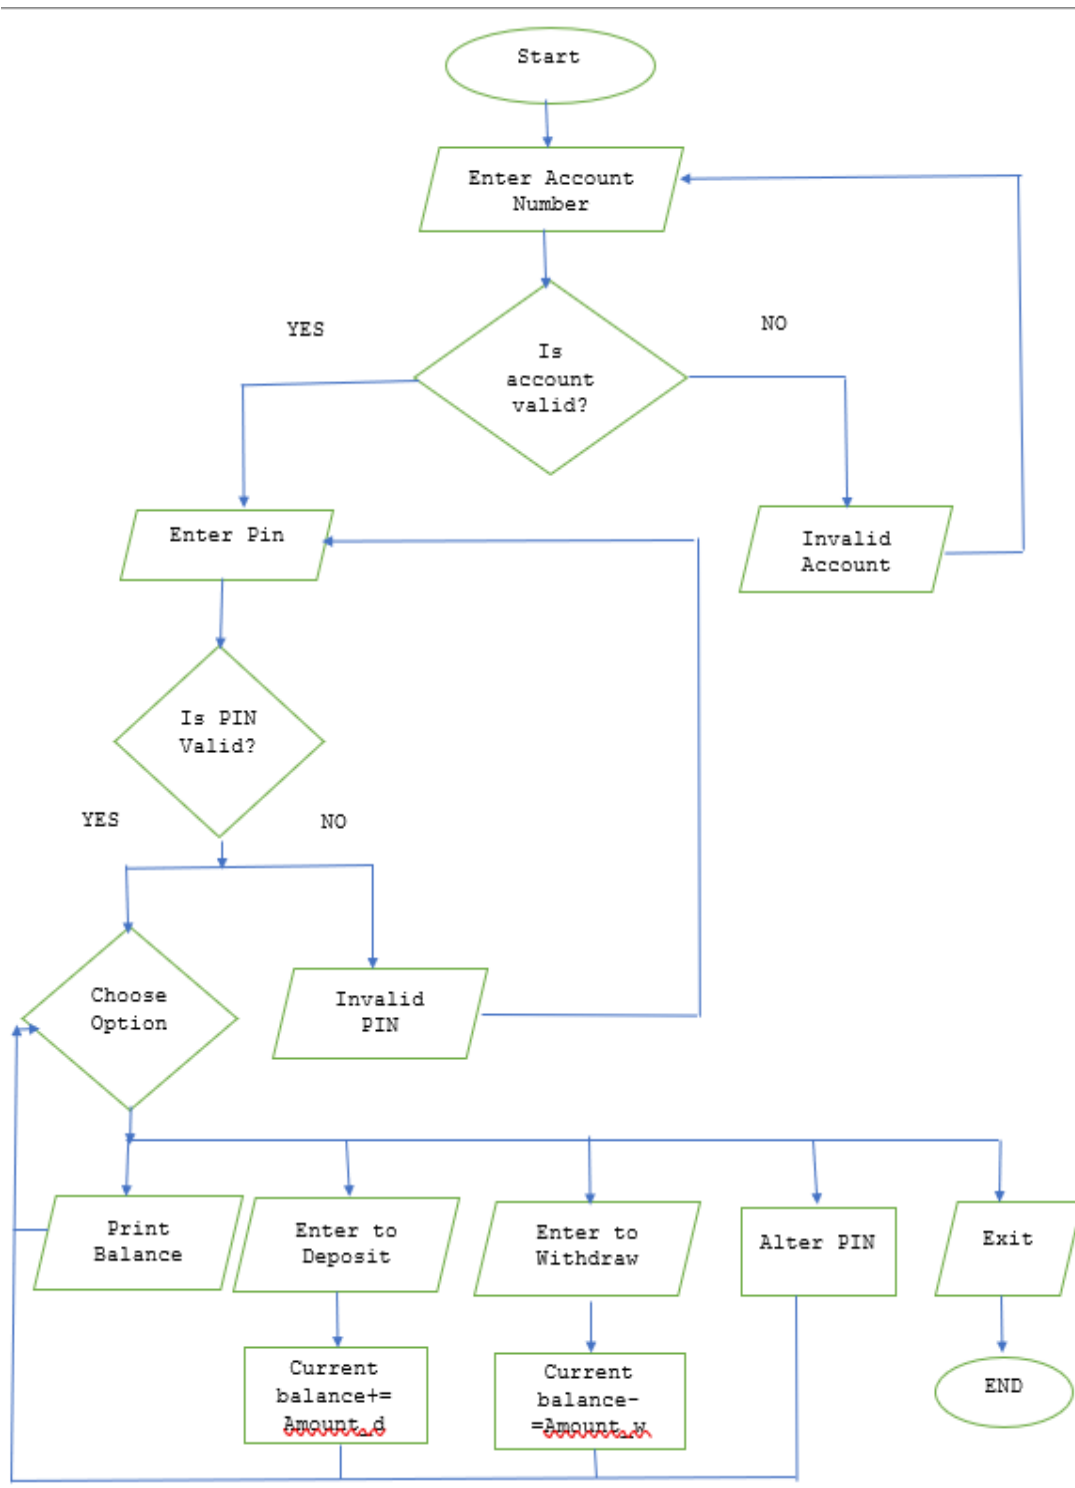 Start
Enter Account
Number
YES
NO
Is
account
valid?
Enter Pin
Invalid
Account
Is PIN
Valid?
YES
NO
Choose
Option
Invalid
PIN
Print
Balance
Enter to
Deposit
Enter to
Withdraw
Alter PIN
Exit
Current
balance+=
Amount_d
Current
balance-
=Amount_w
END